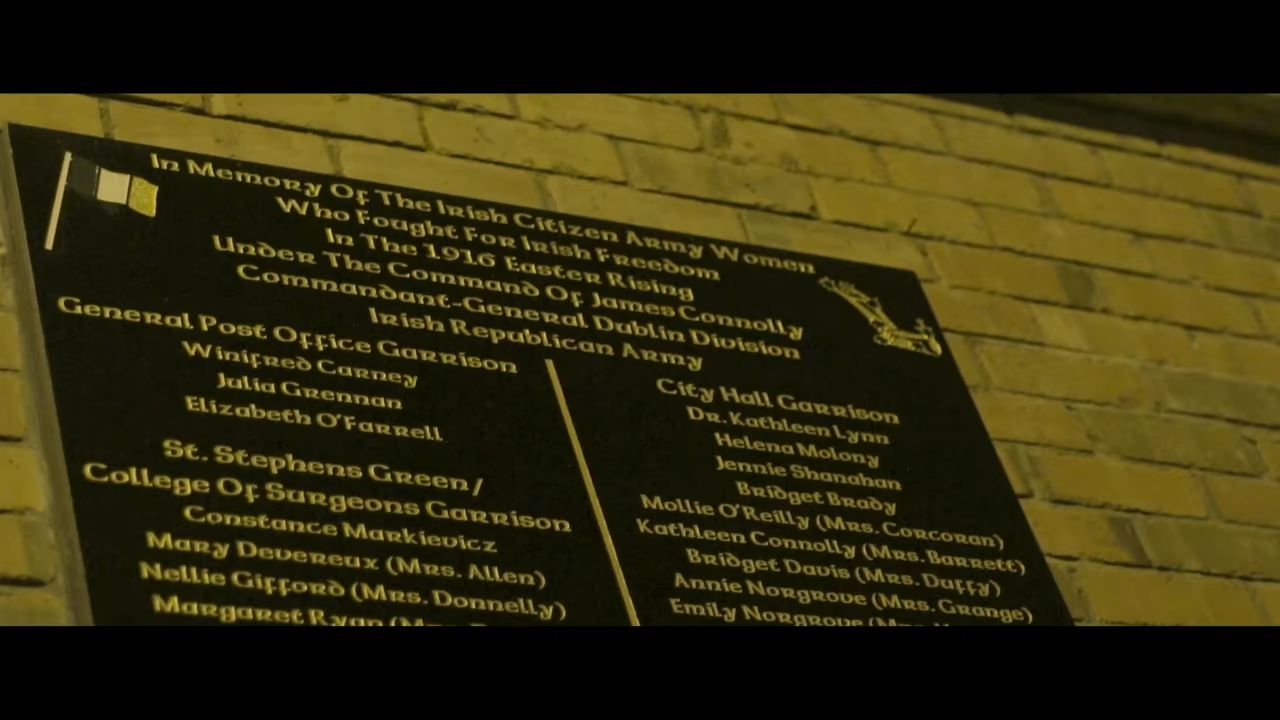 In Memory Of The Irish Citizen Army Women
Who Fought For Irish Freedom
In The 1916 Easter Rising
Under The Command Of James Connolly
Commandant-General Dublin Division
Irish Republican Army
General Post Office Garrison
Winifred Carney
Julia Grennan
Elizabeth O'Farrell
St. Stephens Green/
College Of Surgeons Garrison
Constance Markievicz
Mary Devereux (Mrs. Allen)
Nellie Gifford (Mrs. Donnelly)
Margaret Ryan
City Hall Garrison
Dr. Kathleen Lynn
Helena Molony
Jennie Shanahan
Bridget Brady
Mollie O'Reilly (Mrs. Corcoran)
Kathleen Connolly (Mrs. Barrett)
Bridget Davis (Mrs. Duffy)
Annie Norgrove (Mrs. Grange)
Emily Norgrove